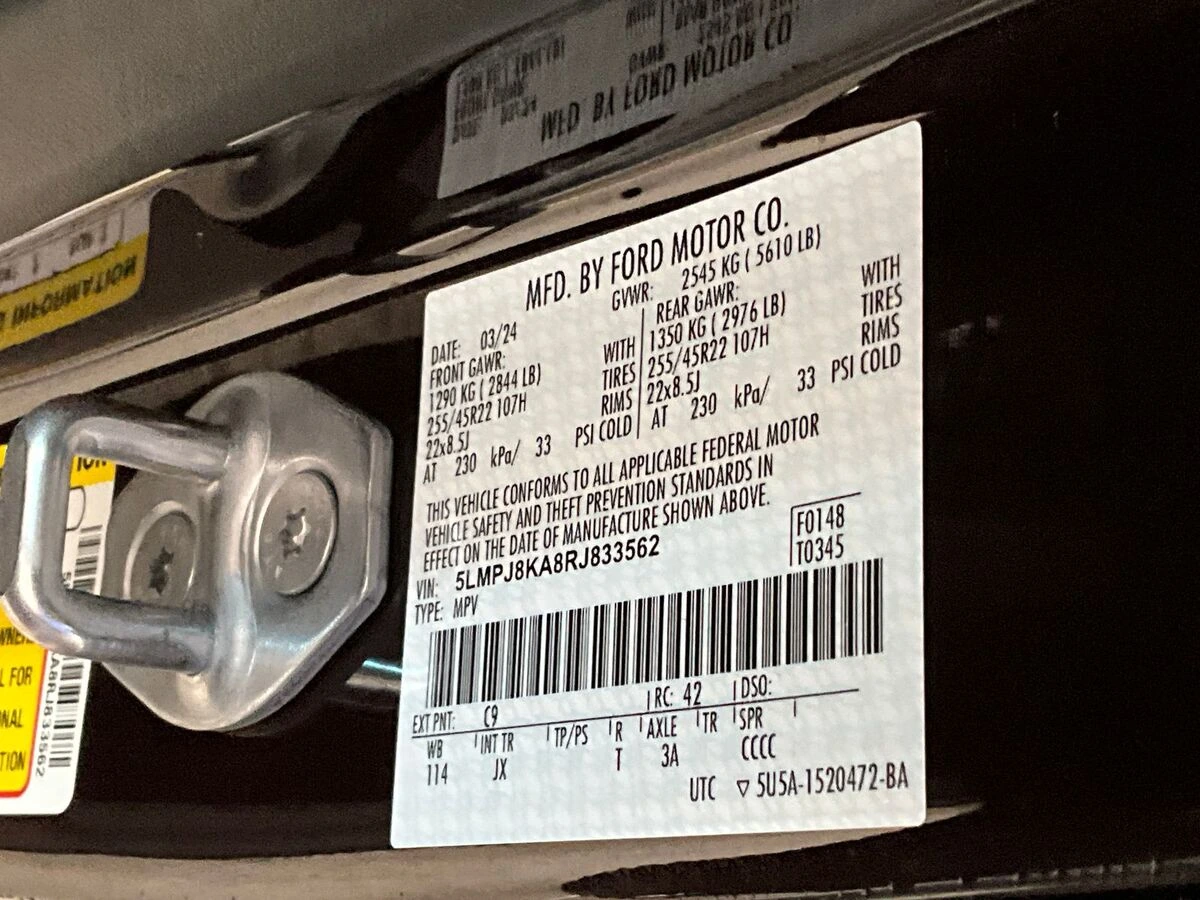 MFD. BY FORD MOTOR CO.
DATE: 03/24
GVWR: 2545 KG ( 5610 LB)
FRONT GAWR:
1290 KG ( 2844 LB) WITH
255/45R22 107H TIRES
22x8.5J RIMS
AT 230 kPa/ 33 PSI COLD
REAR GAWR:
1350 KG ( 2976 LB) WITH
255/45R22 107H TIRES
22x8.5J RIMS
AT 230 kPa/ 33 PSI COLD
THIS VEHICLE CONFORMS TO ALL APPLICABLE FEDERAL MOTOR
VEHICLE SAFETY AND THEFT PREVENTION STANDARDS IN
EFFECT ON THE DATE OF MANUFACTURE SHOWN ABOVE.
VIN: 5LMPJ8KA8RJ833562
TYPE: MPV
F0148
T0345
EXT PNT: C9 RC: 42 DSO:
WB INT TR TP/PS R AXLE TR SPR
114 JX T 3A CCCC
UTC ▽ 5U5A-1520472-BA
L FOR
NAL
TION
A8RJ833562